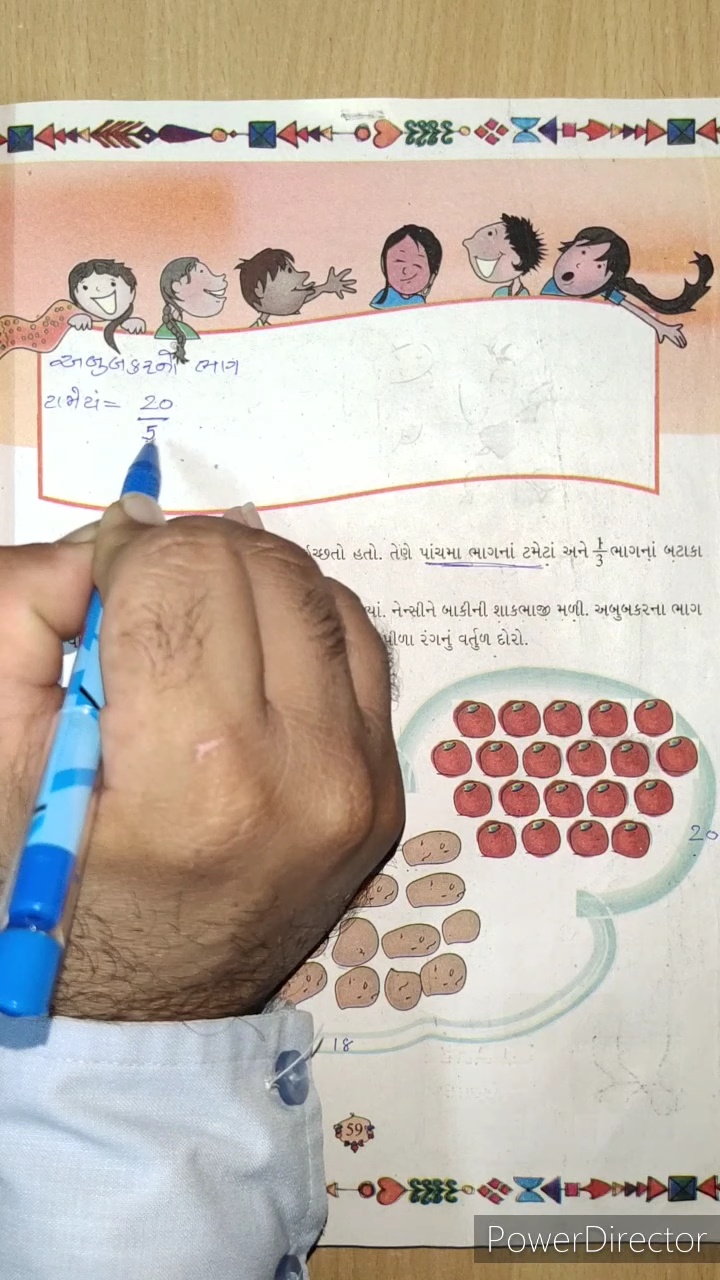 અબુબકરનો ભાગ
ટામેટાં = 20
5
હતો. તેણે પાંચમા ભાગનાં ટમેટાં અને 1/3 ભાગનાં બટાકા
નેન્સીને બાકીની શાકભાજી મળી. અબુબકરના ભાગ
પીળા રંગનું વર્તુળ દોરો.
20
18
59
PowerDirector